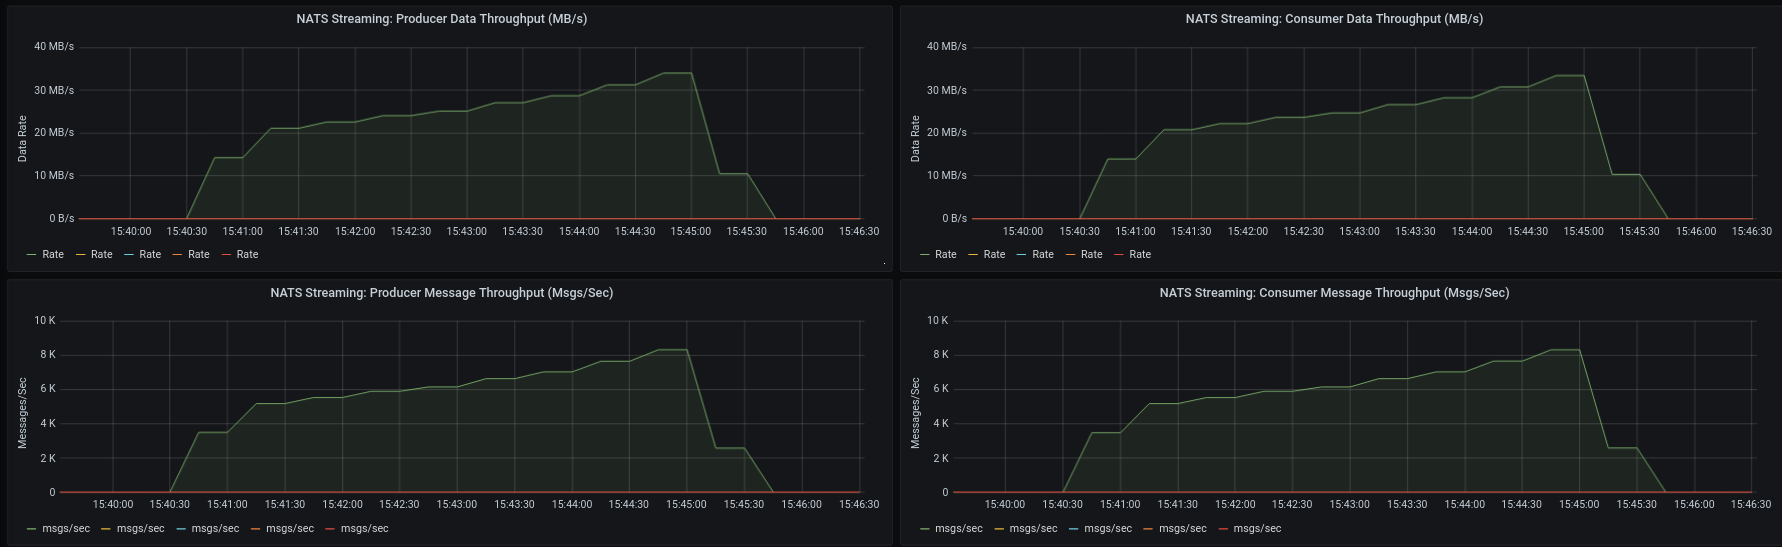 NATS Streaming: Producer Data Throughput (MB/s)
40 MB/s
30 MB/s
20 MB/s
10 MB/s
0 B/s
Data Rate
15:40:00 15:40:30 15:41:00 15:41:30 15:42:00 15:42:30 15:43:00 15:43:30 15:44:00 15:44:30 15:45:00 15:45:30 15:46:00 15:46:30
Rate Rate Rate Rate Rate
NATS Streaming: Consumer Data Throughput (MB/s)
40 MB/s
30 MB/s
20 MB/s
10 MB/s
0 B/s
Data Rate
15:40:00 15:40:30 15:41:00 15:41:30 15:42:00 15:42:30 15:43:00 15:43:30 15:44:00 15:44:30 15:45:00 15:45:30 15:46:00 15:46:30
Rate Rate Rate Rate Rate
NATS Streaming: Producer Message Throughput (Msgs/Sec)
10 K
8 K
6 K
4 K
2 K
0
Messages/Sec
15:40:00 15:40:30 15:41:00 15:41:30 15:42:00 15:42:30 15:43:00 15:43:30 15:44:00 15:44:30 15:45:00 15:45:30 15:46:00 15:46:30
msgs/sec msgs/sec msgs/sec msgs/sec msgs/sec
NATS Streaming: Consumer Message Throughput (Msgs/Sec)
10 K
8 K
6 K
4 K
2 K
0
Messages/Sec
15:40:00 15:40:30 15:41:00 15:41:30 15:42:00 15:42:30 15:43:00 15:43:30 15:44:00 15:44:30 15:45:00 15:45:30 15:46:00 15:46:30
msgs/sec msgs/sec msgs/sec msgs/sec msgs/sec